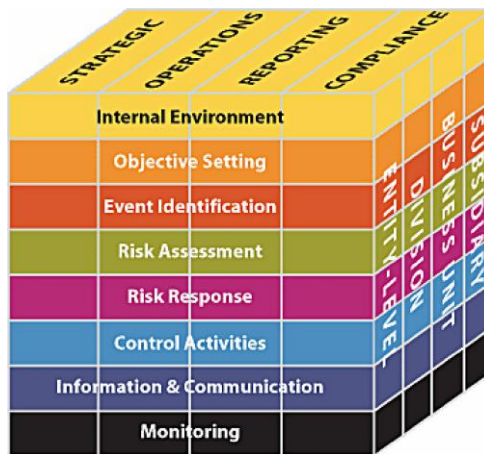 STRATEGIC
OPERATIONS
REPORTING
COMPLIANCE
Internal Environment
Objective Setting
Event Identification
Risk Assessment
Risk Response
Control Activities
Information & Communication
Monitoring
ENTITY-LEVEL
DIVISION
BUSINESS UNIT
SUBSIDIARY